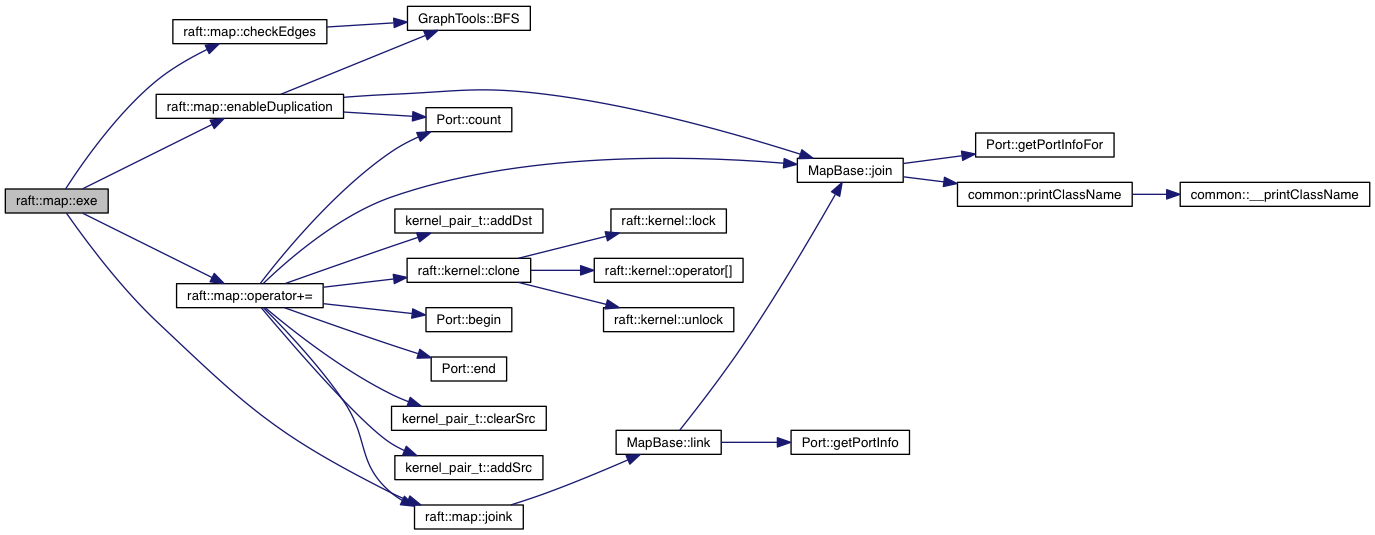 raft::map::exe
raft::map::checkEdges
GraphTools::BFS
raft::map::enableDuplication
Port::count
MapBase::join
Port::getPortInfoFor
common::printClassName
common::__printClassName
raft::map::operator+=
kernel_pair_t::addDst
raft::kernel::clone
raft::kernel::lock
raft::kernel::operator[]
raft::kernel::unlock
Port::begin
Port::end
kernel_pair_t::clearSrc
kernel_pair_t::addSrc
raft::map::joink
MapBase::link
Port::getPortInfo